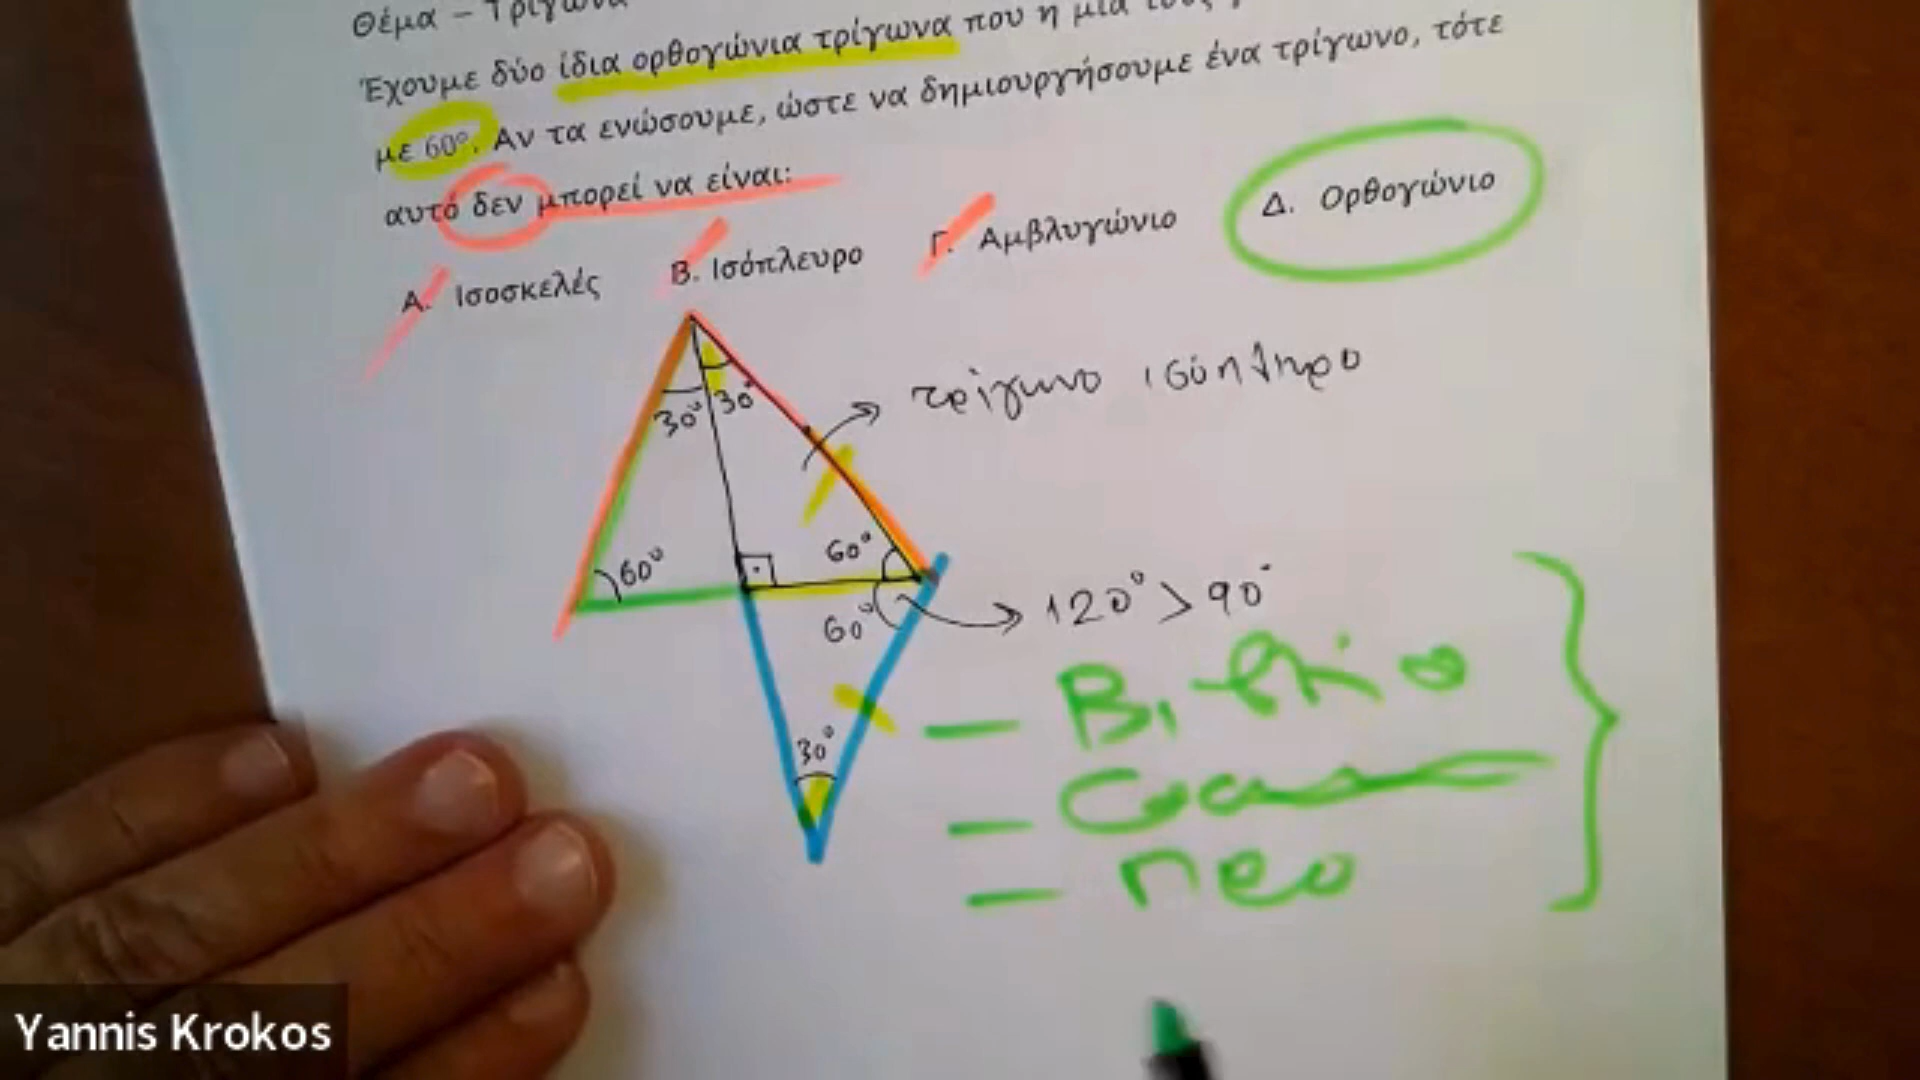 Θέμα – Τρίγωνα
Έχουμε δύο ίδια ορθογώνια τρίγωνα που η μία τους
με 60°. Αν τα ενώσουμε, ώστε να δημιουργήσουμε ένα τρίγωνο, τότε
αυτό δεν μπορεί να είναι:
Α. Ισοσκελές Β. Ισόπλευρο Γ. Αμβλυγώνιο Δ. Ορθογώνιο
τρίγωνο
30° 30°
60° 60°
60° 120° > 90°
30°
Yannis Krokos